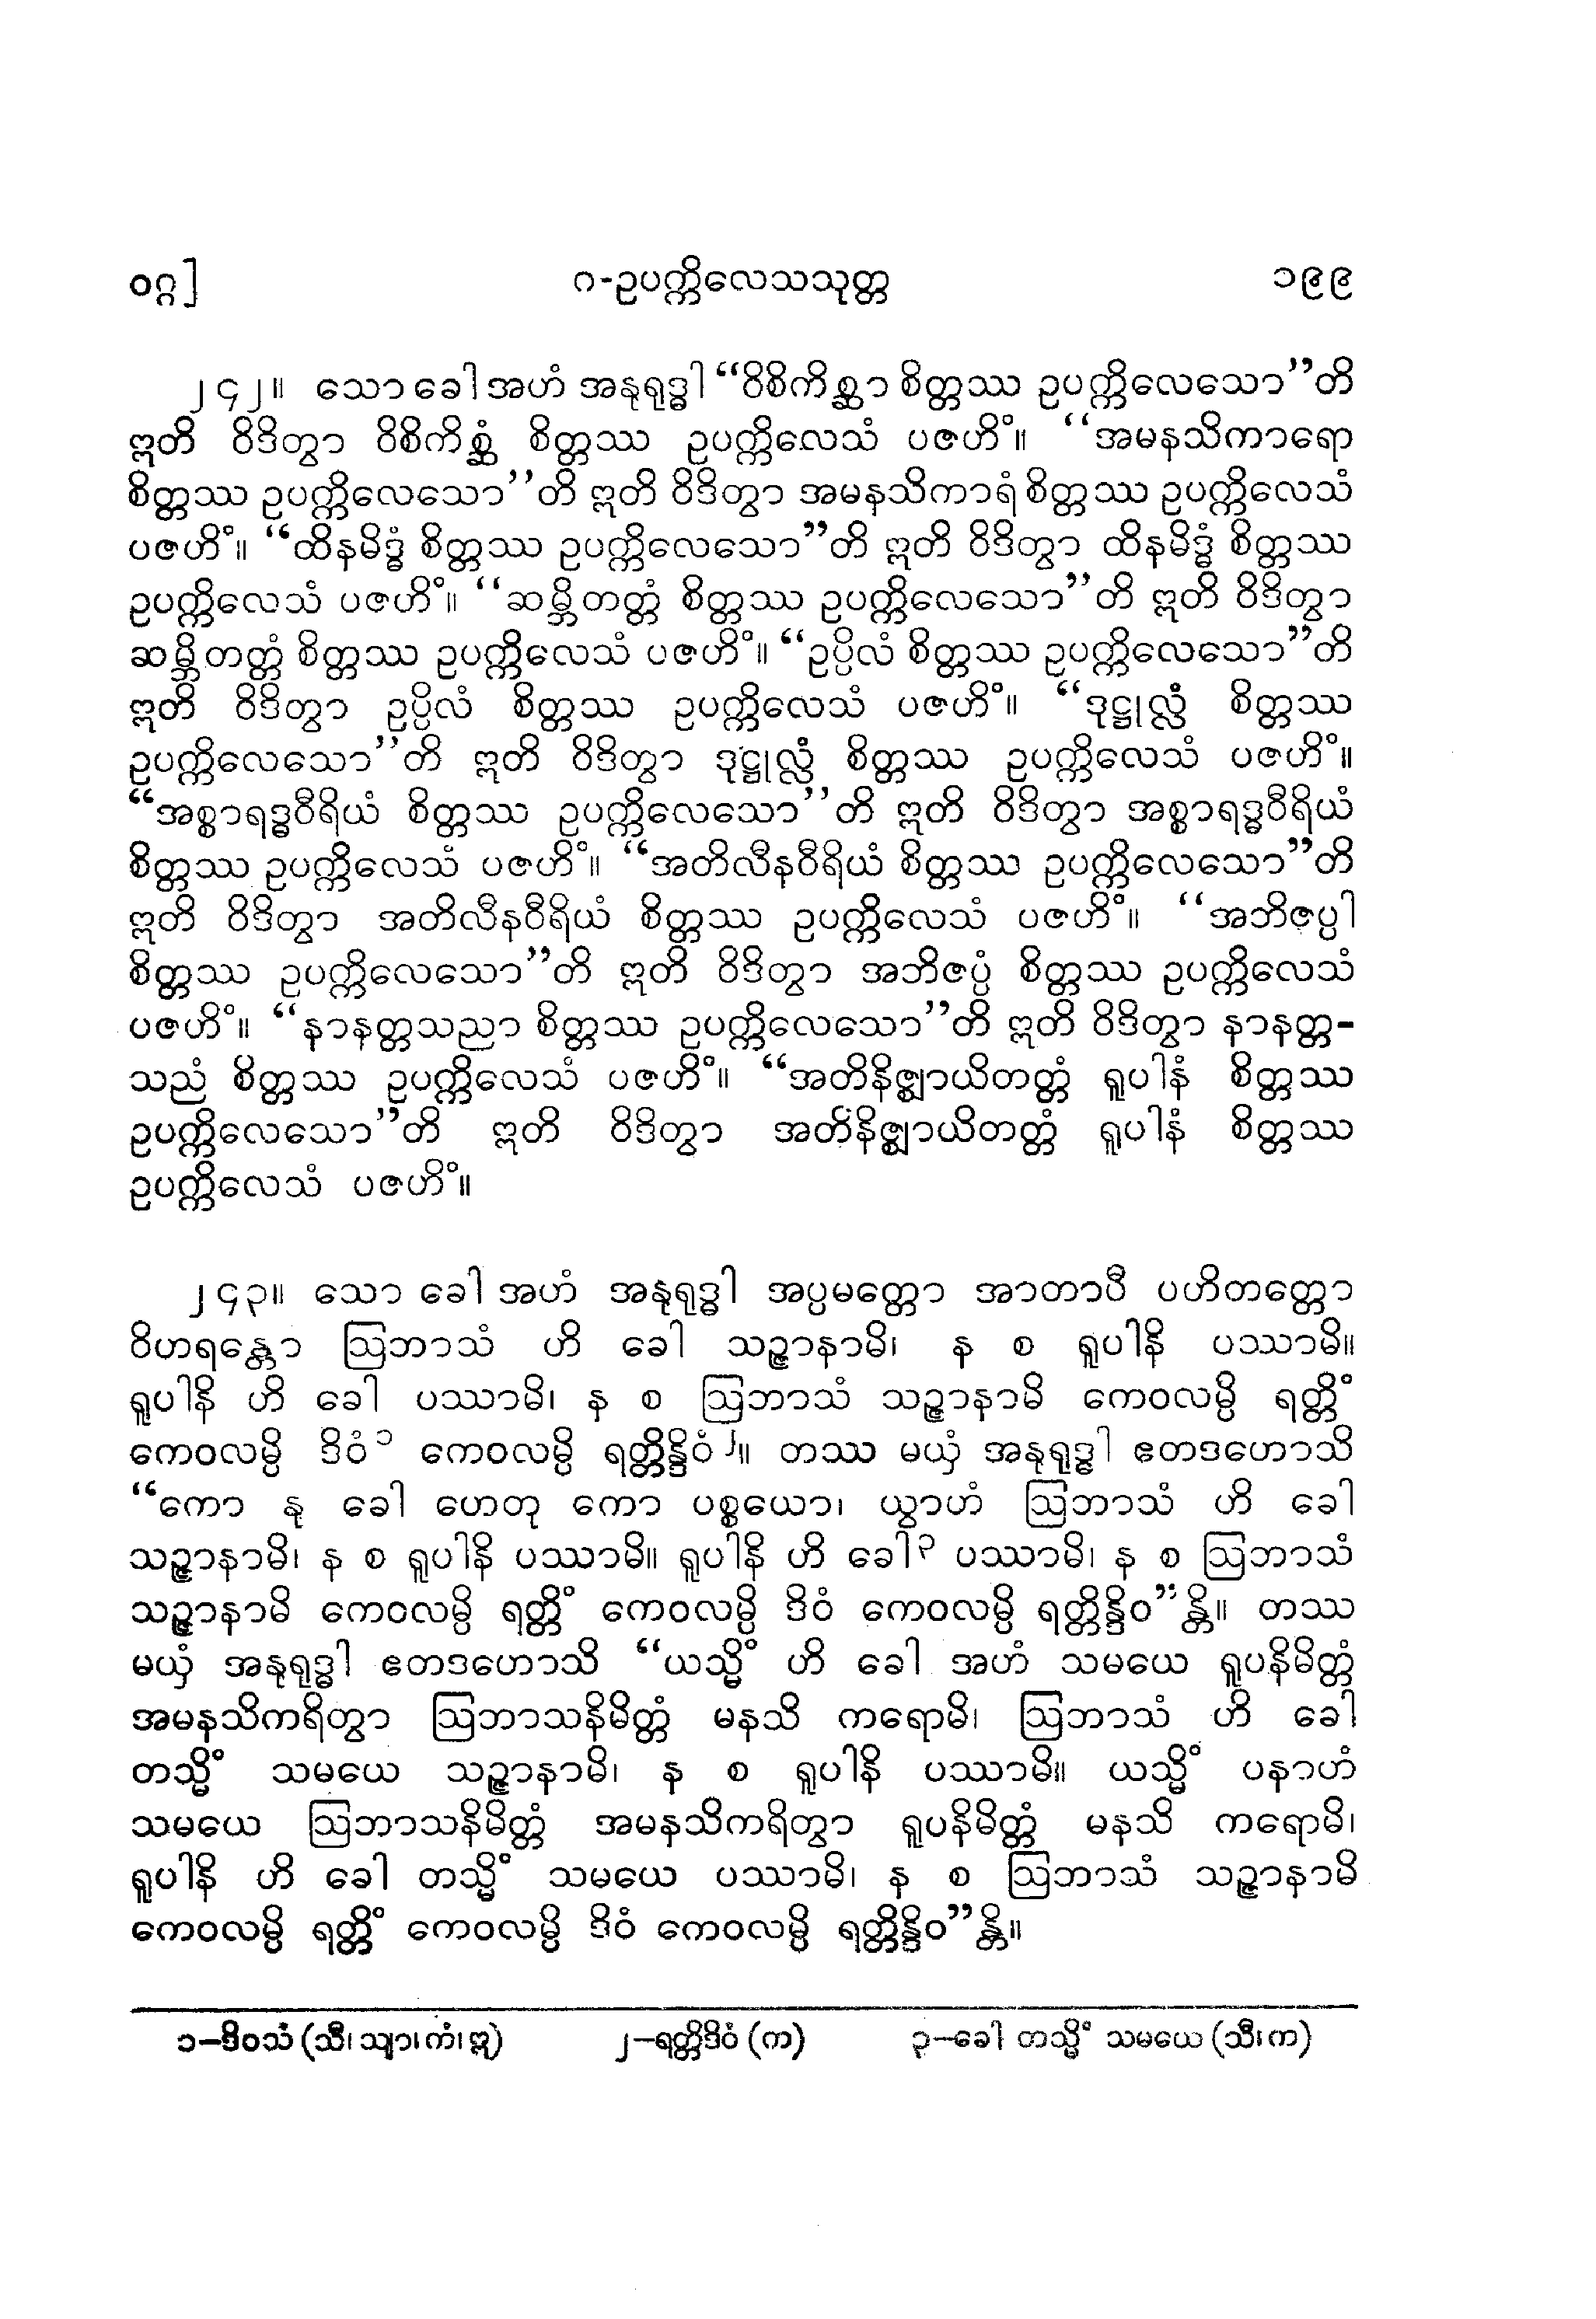 ဝဂ္ဂ]
ဂ-ဥပက္ကိလေသသုတ္တ
၁၉၉
၂၄၂။ သော ခေါ အဟံ အနုရုဒ္ဓါ “ဝိစိကိစ္ဆာ စိတ္တဿ ဥပက္ကိလေသော”တိ
ဣတိ ဝိဒိတွာ ဝိစိကိစ္ဆံ စိတ္တဿ ဥပက္ကိလေသံ ပဇဟိံ။ “အမနသိကာရော
စိတ္တဿ ဥပက္ကိလေသော”တိ ဣတိ ဝိဒိတွာ အမနသိကာရံ စိတ္တဿ ဥပက္ကိလေသံ
ပဇဟိံ။ “ထိနမိဒ္ဓံ စိတ္တဿ ဥပက္ကိလေသော”တိ ဣတိ ဝိဒိတွာ ထိနမိဒ္ဓံ စိတ္တဿ
ဥပက္ကိလေသံ ပဇဟိံ။ “ဆမ္ဘိတတ္တံ စိတ္တဿ ဥပက္ကိလေသော”တိ ဣတိ ဝိဒိတွာ
ဆမ္ဘိတတ္တံ စိတ္တဿ ဥပက္ကိလေသံ ပဇဟိံ။ “ဥပ္ပိလံ စိတ္တဿ ဥပက္ကိလေသော”တိ
ဣတိ ဝိဒိတွာ ဥပ္ပိလံ စိတ္တဿ ဥပက္ကိလေသံ ပဇဟိံ။ “ဒုဋ္ဌုလ္လံ စိတ္တဿ
ဥပက္ကိလေသော”တိ ဣတိ ဝိဒိတွာ ဒုဋ္ဌုလ္လံ စိတ္တဿ ဥပက္ကိလေသံ ပဇဟိံ။
“အစ္စာရဒ္ဓဝီရိယံ စိတ္တဿ ဥပက္ကိလေသော”တိ ဣတိ ဝိဒိတွာ အစ္စာရဒ္ဓဝီရိယံ
စိတ္တဿ ဥပက္ကိလေသံ ပဇဟိံ။ “အတိလီနဝီရိယံ စိတ္တဿ ဥပက္ကိလေသော”တိ
ဣတိ ဝိဒိတွာ အတိလီနဝီရိယံ စိတ္တဿ ဥပက္ကိလေသံ ပဇဟိံ။ “အဘိဇပ္ပါ
စိတ္တဿ ဥပက္ကိလေသော”တိ ဣတိ ဝိဒိတွာ အဘိဇပ္ပံ စိတ္တဿ ဥပက္ကိလေသံ
ပဇဟိံ။ “နာနတ္တသညာ စိတ္တဿ ဥပက္ကိလေသော”တိ ဣတိ ဝိဒိတွာ နာနတ္တ-
သညံ စိတ္တဿ ဥပက္ကိလေသံ ပဇဟိံ။ “အတိနိဇ္ဈာယိတတ္တံ ရူပါနံ စိတ္တဿ
ဥပက္ကိလေသော”တိ ဣတိ ဝိဒိတွာ အတိနိဇ္ဈာယိတတ္တံ ရူပါနံ စိတ္တဿ
ဥပက္ကိလေသံ ပဇဟိံ။
၂၄၃။ သော ခေါ အဟံ အနုရုဒ္ဓါ အပ္ပမတ္တော အာတာပီ ပဟိတတ္တော
ဝိဟရန္တော ဩဘာသံ ဟိ ခေါ သဉ္ဇာနာမိ၊ န စ ရူပါနိ ပဿာမိ။
ရူပါနိ ဟိ ခေါ ပဿာမိ၊ န စ ဩဘာသံ သဉ္ဇာနာမိ ကေဝလမ္ပိ ရတ္တိံ
ကေဝလမ္ပိ ဒိဝံ၁ ကေဝလမ္ပိ ရတ္တိန္ဒိဝံ၂။ တဿ မယှံ အနုရုဒ္ဓါ ဧတဒဟောသိ
“ကော နု ခေါ ဟေတု ကော ပစ္စယော၊ ယွာဟံ ဩဘာသံ ဟိ ခေါ
သဉ္ဇာနာမိ၊ န စ ရူပါနိ ပဿာမိ။ ရူပါနိ ဟိ ခေါ၃ ပဿာမိ၊ န စ ဩဘာသံ
သဉ္ဇာနာမိ ကေဝလမ္ပိ ရတ္တိံ ကေဝလမ္ပိ ဒိဝံ ကေဝလမ္ပိ ရတ္တိန္ဒိဝ”န္တိ။ တဿ
မယှံ အနုရုဒ္ဓါ ဧတဒဟောသိ “ယသ္မိံ ဟိ ခေါ အဟံ သမယေ ရူပနိမိတ္တံ
အမနသိကရိတွာ ဩဘာသနိမိတ္တံ မနသိ ကရောမိ၊ ဩဘာသံ ဟိ ခေါ
တသ္မိံ သမယေ သဉ္ဇာနာမိ၊ န စ ရူပါနိ ပဿာမိ။ ယသ္မိံ ပနာဟံ
သမယေ ဩဘာသနိမိတ္တံ အမနသိကရိတွာ ရူပနိမိတ္တံ မနသိ ကရောမိ၊
ရူပါနိ ဟိ ခေါ တသ္မိံ သမယေ ပဿာမိ၊ န စ ဩဘာသံ သဉ္ဇာနာမိ
ကေဝလမ္ပိ ရတ္တိံ ကေဝလမ္ပိ ဒိဝံ ကေဝလမ္ပိ ရတ္တိန္ဒိဝ”န္တိ။
၁—ဒိဝသံ (သီ၊ သျာ၊ ကံ၊ ဣ)
၂—ရတ္တိဒိဝံ (က)
၃—ခေါ တသ္မိံ သမယေ (သီ၊ က)